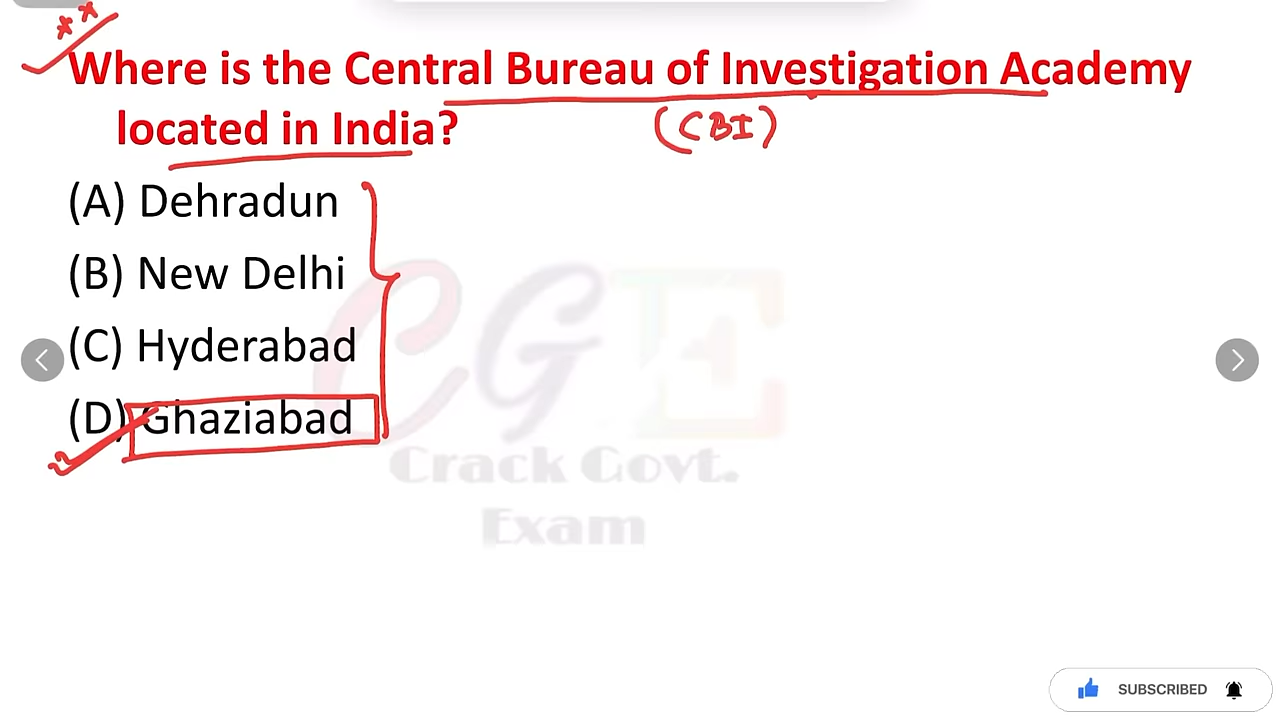 Where is the Central Bureau of Investigation Academy
located in India?
(CBI)
(A) Dehradun
(B) New Delhi
(C) Hyderabad
(D) Ghaziabad
CGE
Crack Govt.
Exam
SUBSCRIBED